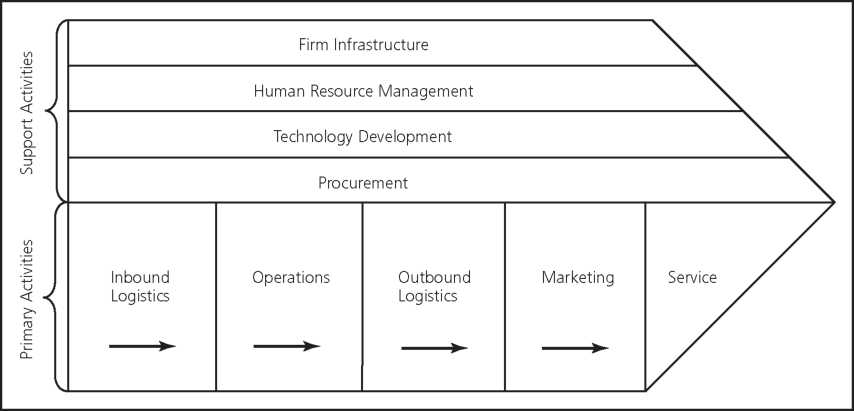 Support Activities
Firm Infrastructure
Human Resource Management
Technology Development
Procurement
Primary Activities
Inbound
Logistics
Operations
Outbound
Logistics
Marketing
Service